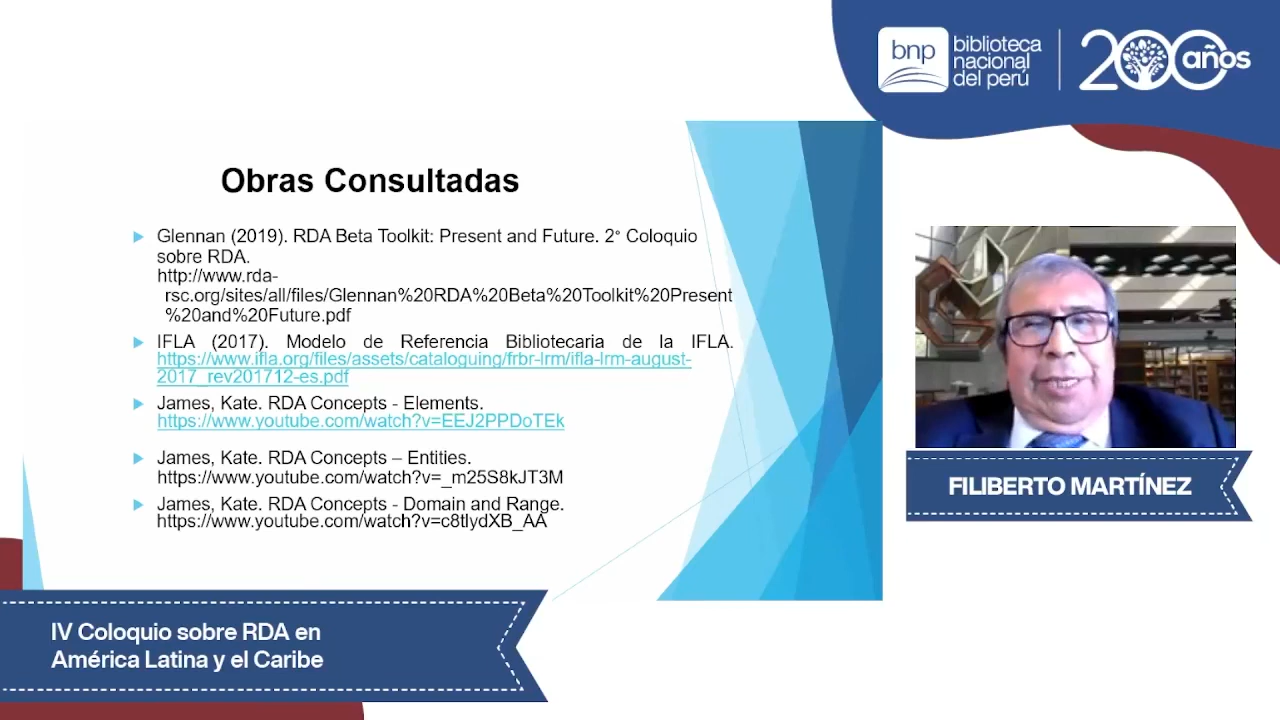 bnp
biblioteca
nacional
del perú
200 años
Obras Consultadas
Glennan (2019). RDA Beta Toolkit: Present and Future. 2° Coloquio
sobre RDA.
http://www.rda-
rsc.org/sites/all/files/Glennan%20RDA%20Beta%20Toolkit%20Present
%20and%20Future.pdf
IFLA (2017). Modelo de Referencia Bibliotecaria de la IFLA.
https://www.ifla.org/files/assets/cataloguing/frbr-lrm/ifla-lrm-august-
2017_rev201712-es.pdf
James, Kate. RDA Concepts - Elements.
https://www.youtube.com/watch?v=EEJ2PPDoTEk
James, Kate. RDA Concepts – Entities.
https://www.youtube.com/watch?v=_m25S8kJT3M
James, Kate. RDA Concepts - Domain and Range.
https://www.youtube.com/watch?v=c8tlydXB_AA
FILIBERTO MARTÍNEZ
IV Coloquio sobre RDA en
América Latina y el Caribe